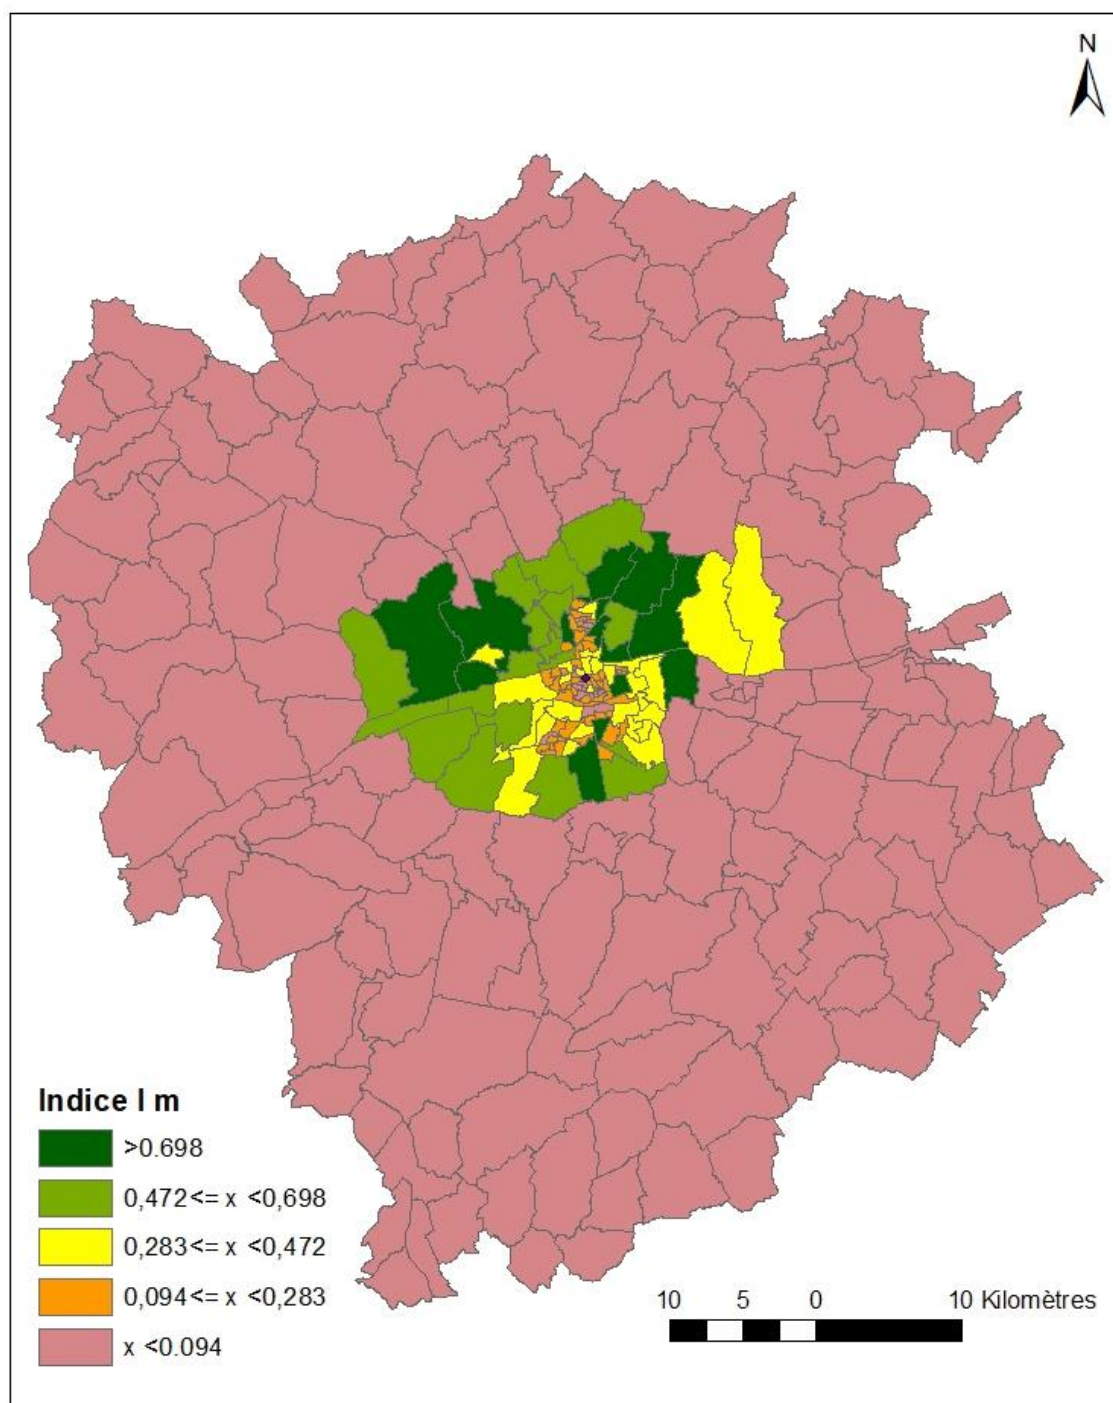 N
Indice I m
>0.698
0,472<= x <0,698
0,283<= x <0,472
0,094<= x <0,283
x <0.094
10 5 0 10 Kilomètres